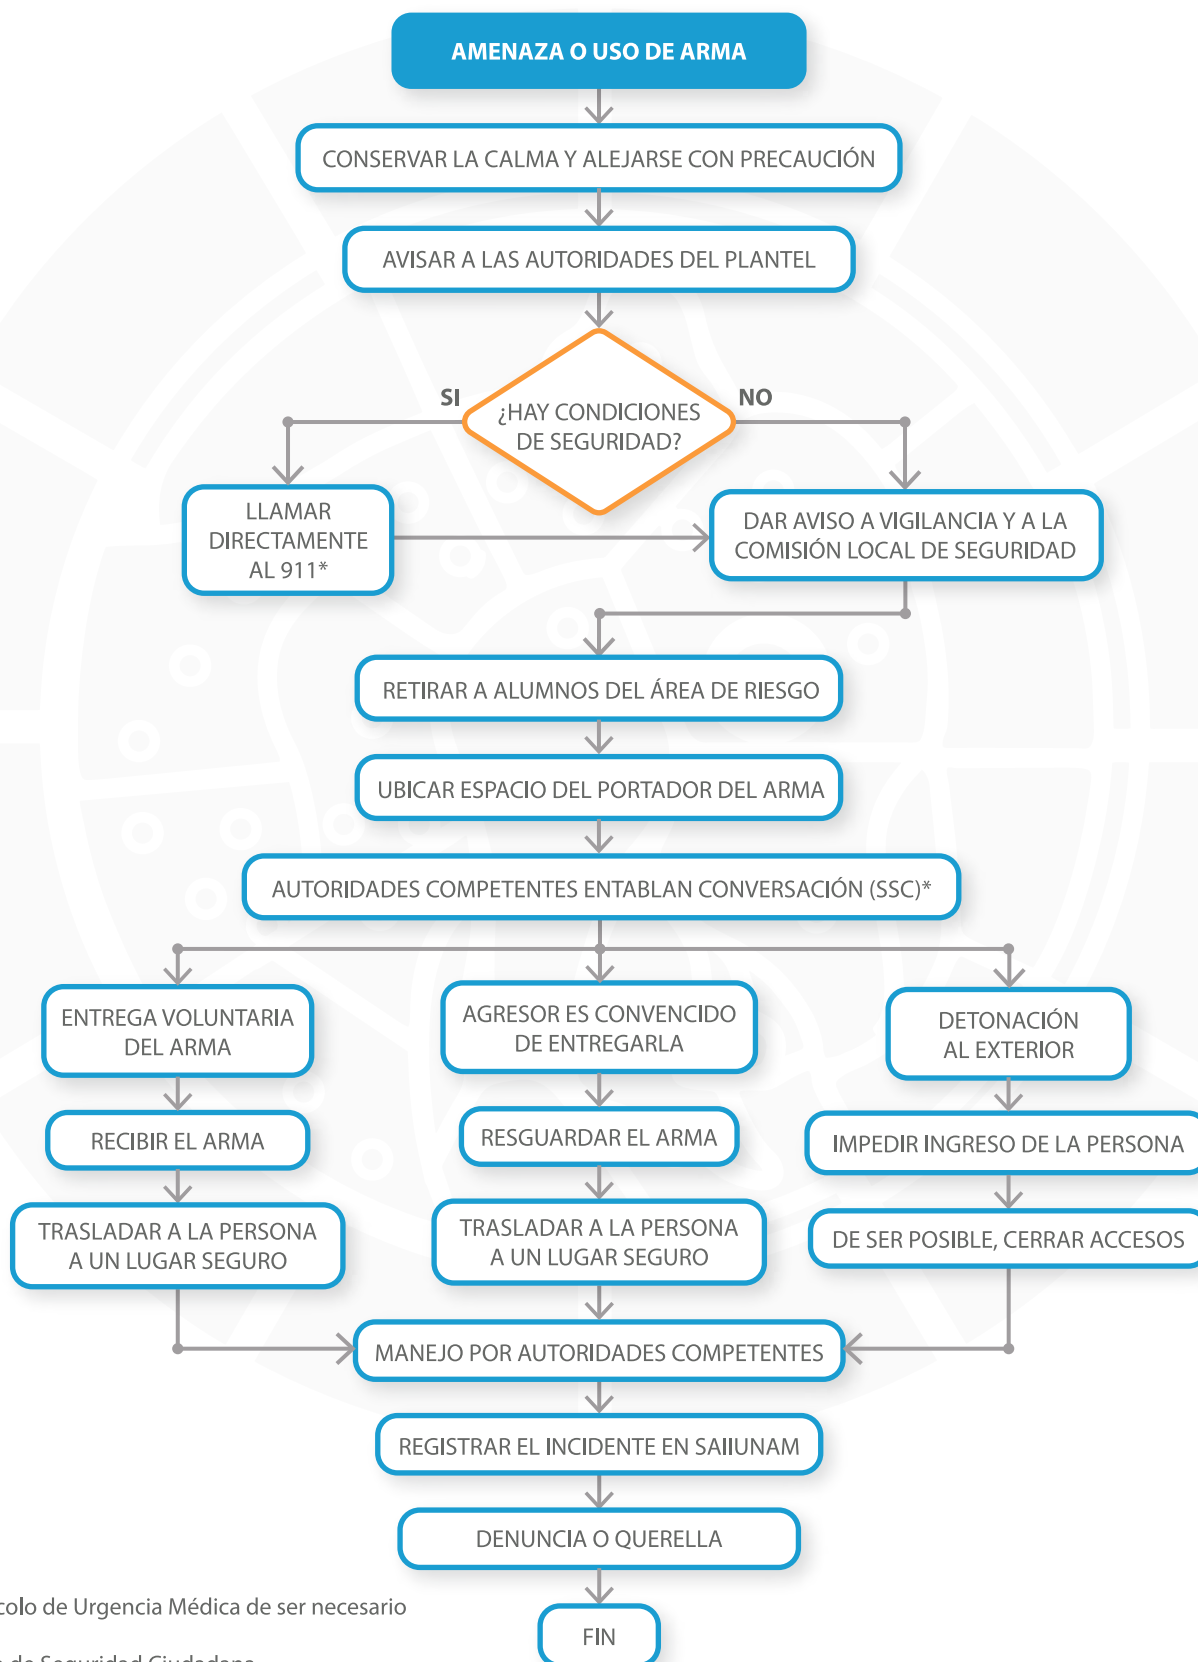 AMENAZA O USO DE ARMA
CONSERVAR LA CALMA Y ALEJARSE CON PRECAUCIÓN
AVISAR A LAS AUTORIDADES DEL PLANTEL
¿HAY CONDICIONES
DE SEGURIDAD?
SI
NO
LLAMAR
DIRECTAMENTE
AL 911*
DAR AVISO A VIGILANCIA Y A LA
COMISIÓN LOCAL DE SEGURIDAD
RETIRAR A ALUMNOS DEL ÁREA DE RIESGO
UBICAR ESPACIO DEL PORTADOR DEL ARMA
AUTORIDADES COMPETENTES ENTABLAN CONVERSACIÓN (SSC)*
ENTREGA VOLUNTARIA
DEL ARMA
RECIBIR EL ARMA
TRASLADAR A LA PERSONA
A UN LUGAR SEGURO
AGRESOR ES CONVENCIDO
DE ENTREGARLA
RESGUARDAR EL ARMA
TRASLADAR A LA PERSONA
A UN LUGAR SEGURO
DETONACIÓN
AL EXTERIOR
IMPEDIR INGRESO DE LA PERSONA
DE SER POSIBLE, CERRAR ACCESOS
MANEJO POR AUTORIDADES COMPETENTES
REGISTRAR EL INCIDENTE EN SAIIUNAM
DENUNCIA O QUERELLA
FIN
colo de Urgencia Médica de ser necesario
de Seguridad Ciudadana